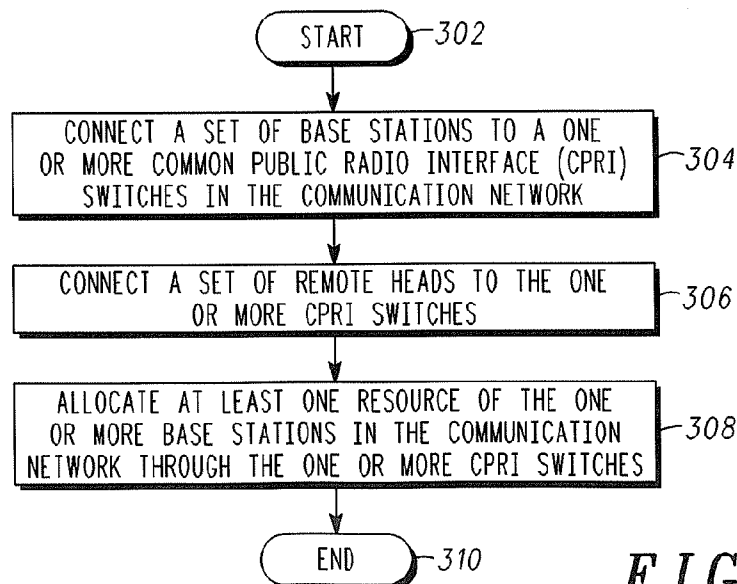 START
302
CONNECT A SET OF BASE STATIONS TO A ONE
OR MORE COMMON PUBLIC RADIO INTERFACE (CPRI)
SWITCHES IN THE COMMUNICATION NETWORK
304
CONNECT A SET OF REMOTE HEADS TO THE ONE
OR MORE CPRI SWITCHES
306
ALLOCATE AT LEAST ONE RESOURCE OF THE ONE
OR MORE BASE STATIONS IN THE COMMUNICATION
NETWORK THROUGH THE ONE OR MORE CPRI SWITCHES
308
END
310
FIG